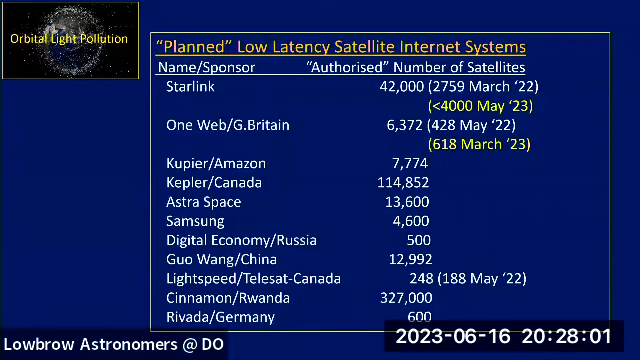 Orbital Light Pollution
“Planned” Low Latency Satellite Internet Systems
Name/Sponsor “Authorised” Number of Satellites
Starlink 42,000 (2759 March ‘22)
(<4000 May ‘23)
One Web/G.Britain 6,372 (428 May ‘22)
(618 March ‘23)
Kupier/Amazon 7,774
Kepler/Canada 114,852
Astra Space 13,600
Samsung 4,600
Digital Economy/Russia 500
Guo Wang/China 12,992
Lightspeed/Telesat-Canada 248 (188 May ‘22)
Cinnamon/Rwanda 327,000
Rivada/Germany 600
Lowbrow Astronomers @ DO
2023-06-16 20:28:01